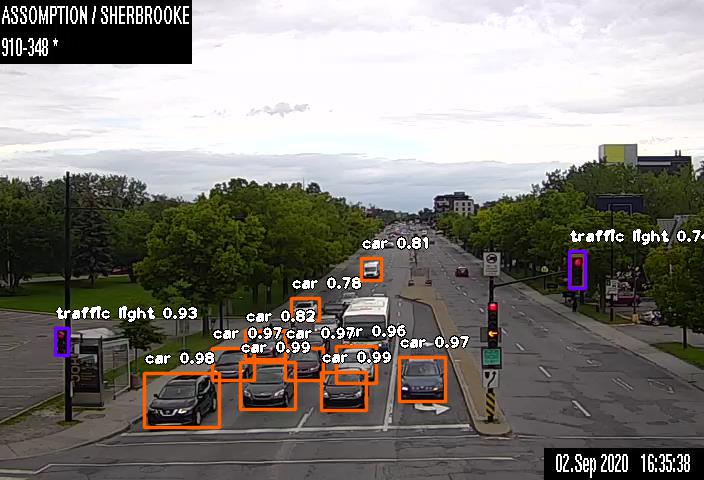 ASSOMPTION / SHERBROOKE
910-348 *
car 0.81
traffic light 0.74
car 0.78
traffic light 0.93
car 0.82
car 0.97
car 0.97
r 0.96
car 0.99
car 0.98
car 0.99
car 0.97
02.Sep 2020 16:35:38